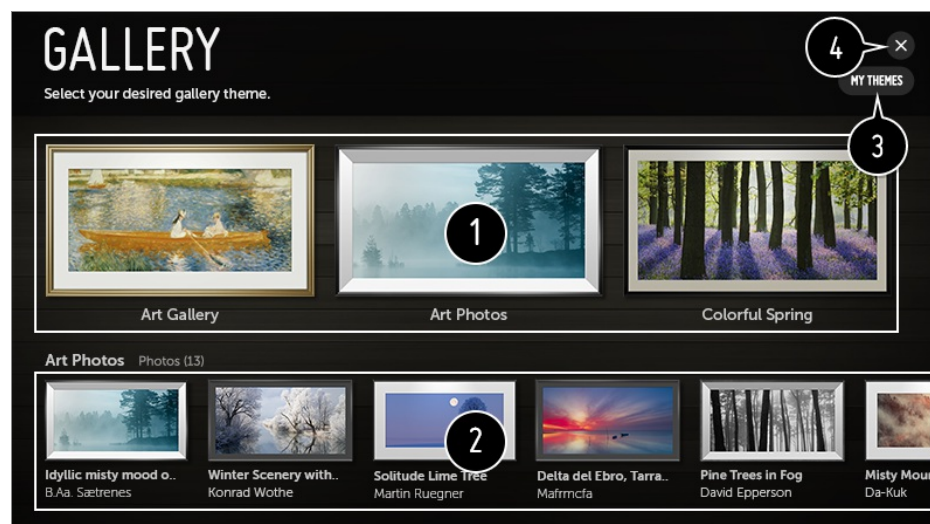 GALLERY
Select your desired gallery theme.
4
MY THEMES
3
1
Art Gallery
Art Photos
Colorful Spring
Art Photos Photos (13)
2
Idyllic misty mood o..
B.Aa. Sætrenes
Winter Scenery with..
Konrad Wothe
Solitude Lime Tree
Martin Ruegner
Delta del Ebro, Tarra..
Mafrmcfa
Pine Trees in Fog
David Epperson
Misty Mour
Da-Kuk